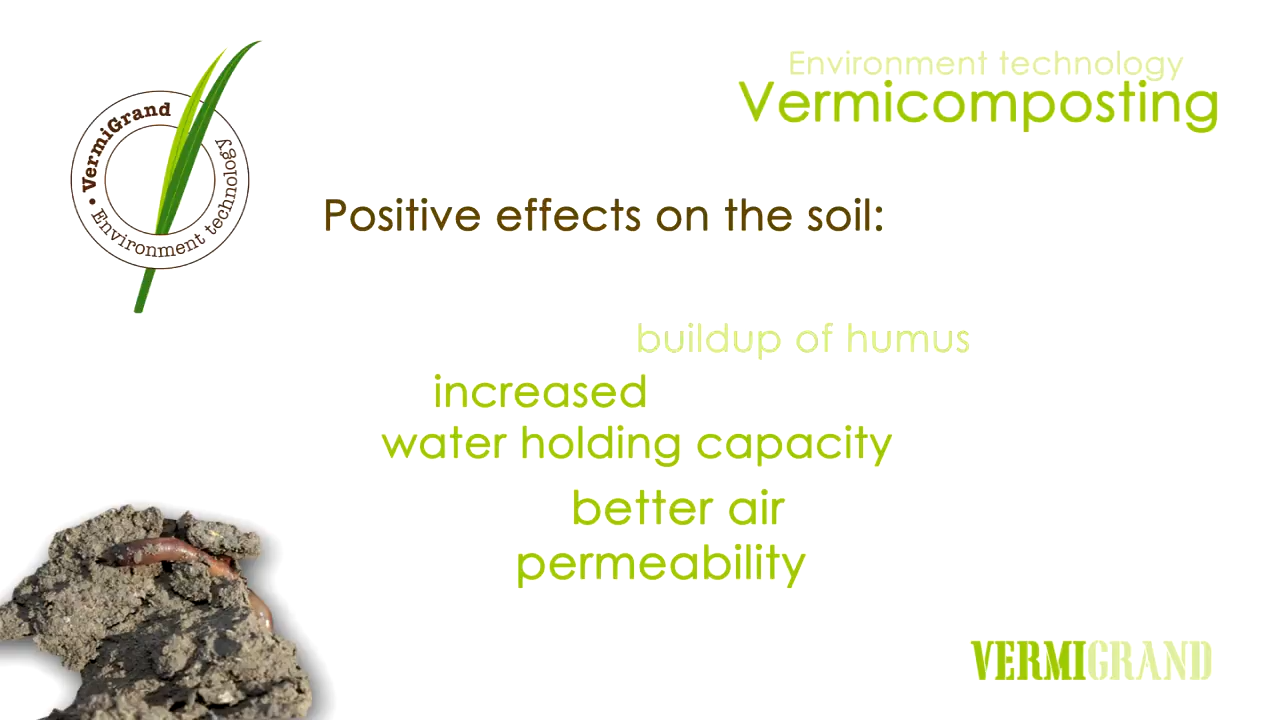 VermiGrand
• Environment technology
Environment technology
Vermicomposting
Positive effects on the soil:
buildup of humus
increased
water holding capacity
better air
permeability
VERMIGRAND